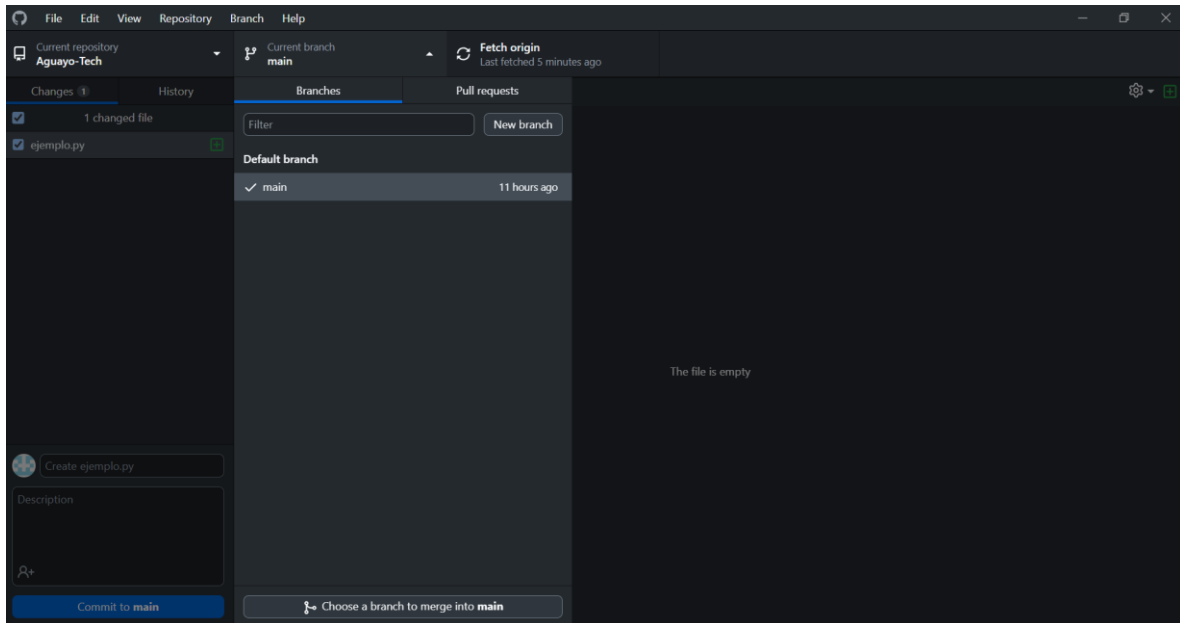 File Edit View Repository Branch Help
Current repository
Aguayo-Tech
Current branch
main
Fetch origin
Last fetched 5 minutes ago
Changes 1 History
Branches Pull requests
1 changed file
Filter
New branch
ejemplo.py
Default branch
main 11 hours ago
The file is empty
Create ejemplo.py
Description
Commit to main
Choose a branch to merge into main